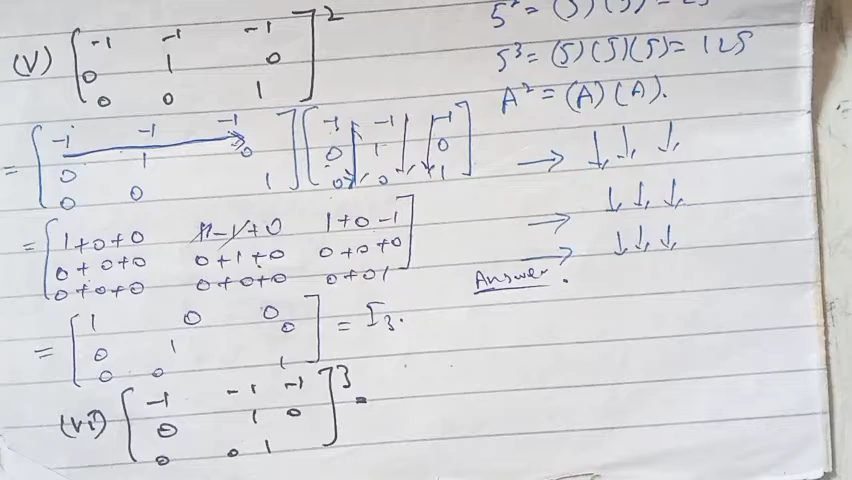 (V) [ -1 -1 -1 ]²
0 1 0
0 0 1
5² = (5)(5) = 25
5³ = (5)(5)(5) = 125
A² = (A)(A).
= [ -1 -1 -1 ] [ -1 -1 -1 ]
0 1 0 0 1 0
0 0 1 0 0 1
→ ↓ ↓ ↓
→ ↓ ↓ ↓
→ ↓ ↓ ↓
= [ 1+0+0 1-1+0 1+0-1 ]
0+0+0 0+1+0 0+0+0
0+0+0 0+0+0 0+0+1
Answer.
= [ 1 0 0 ] = I₃.
0 1 0
0 0 1
(vi) [ -1 -1 -1 ]³ =
0 1 0
0 0 1